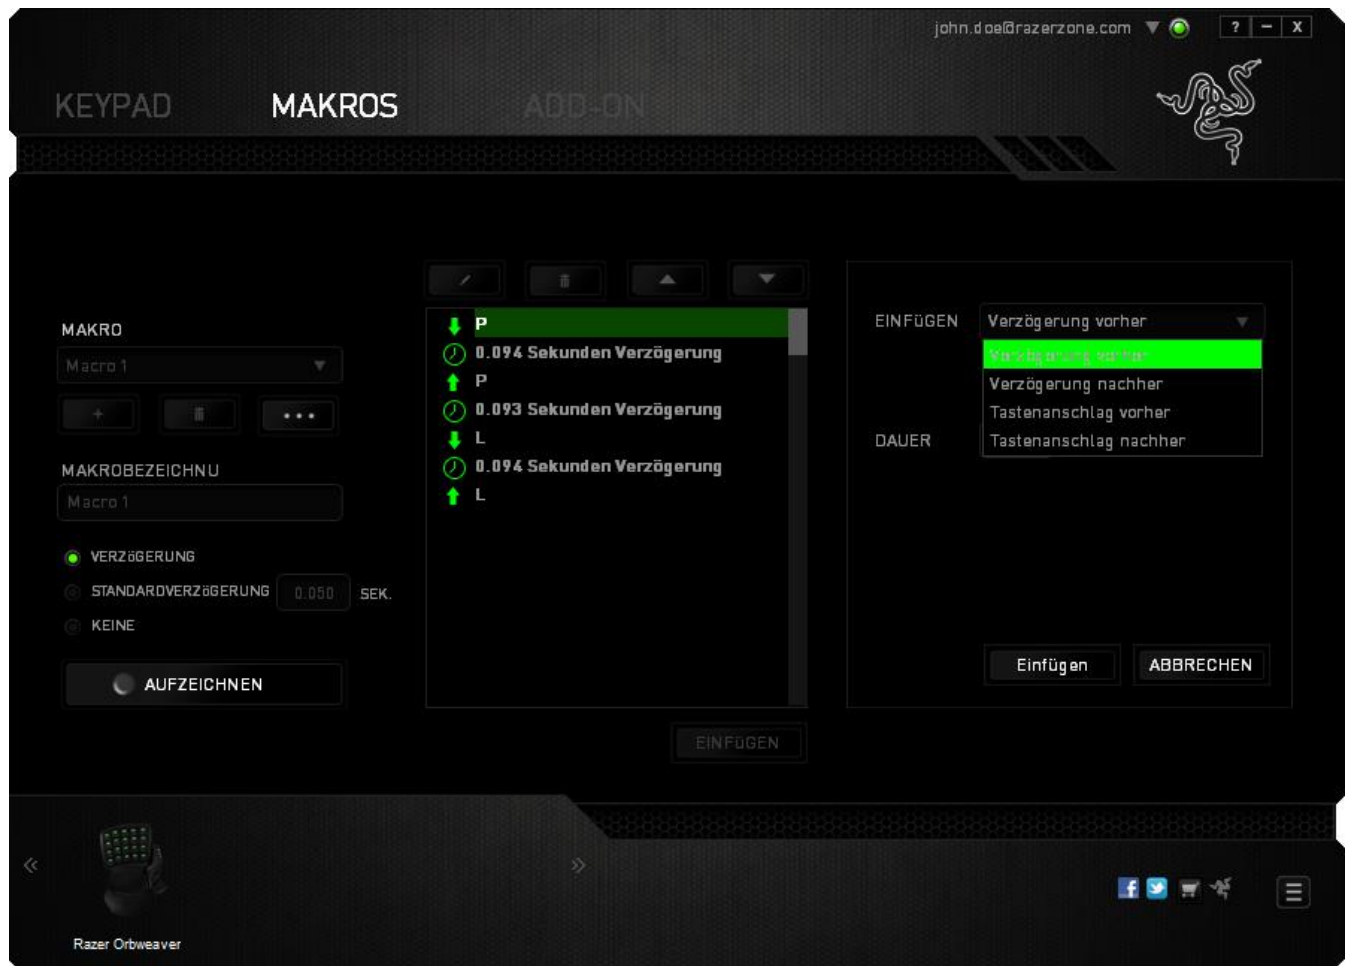 john.doe@razerzone.com
? – X
KEYPAD MAKROS ADD-ON
MAKRO
Macro 1
+ •••
MAKROBEZEICHNU
Macro 1
VERZöGERUNG
STANDARDVERZöGERUNG 0.050 SEK.
KEINE
AUFZEICHNEN
P
0.094 Sekunden Verzögerung
P
0.093 Sekunden Verzögerung
L
0.094 Sekunden Verzögerung
L
EINFüGEN
EINFüGEN Verzögerung vorher
Verzögerung vorher
Verzögerung nachher
Tastenanschlag vorher
DAUER Tastenanschlag nachher
Einfügen ABBRECHEN
Razer Orbweaver